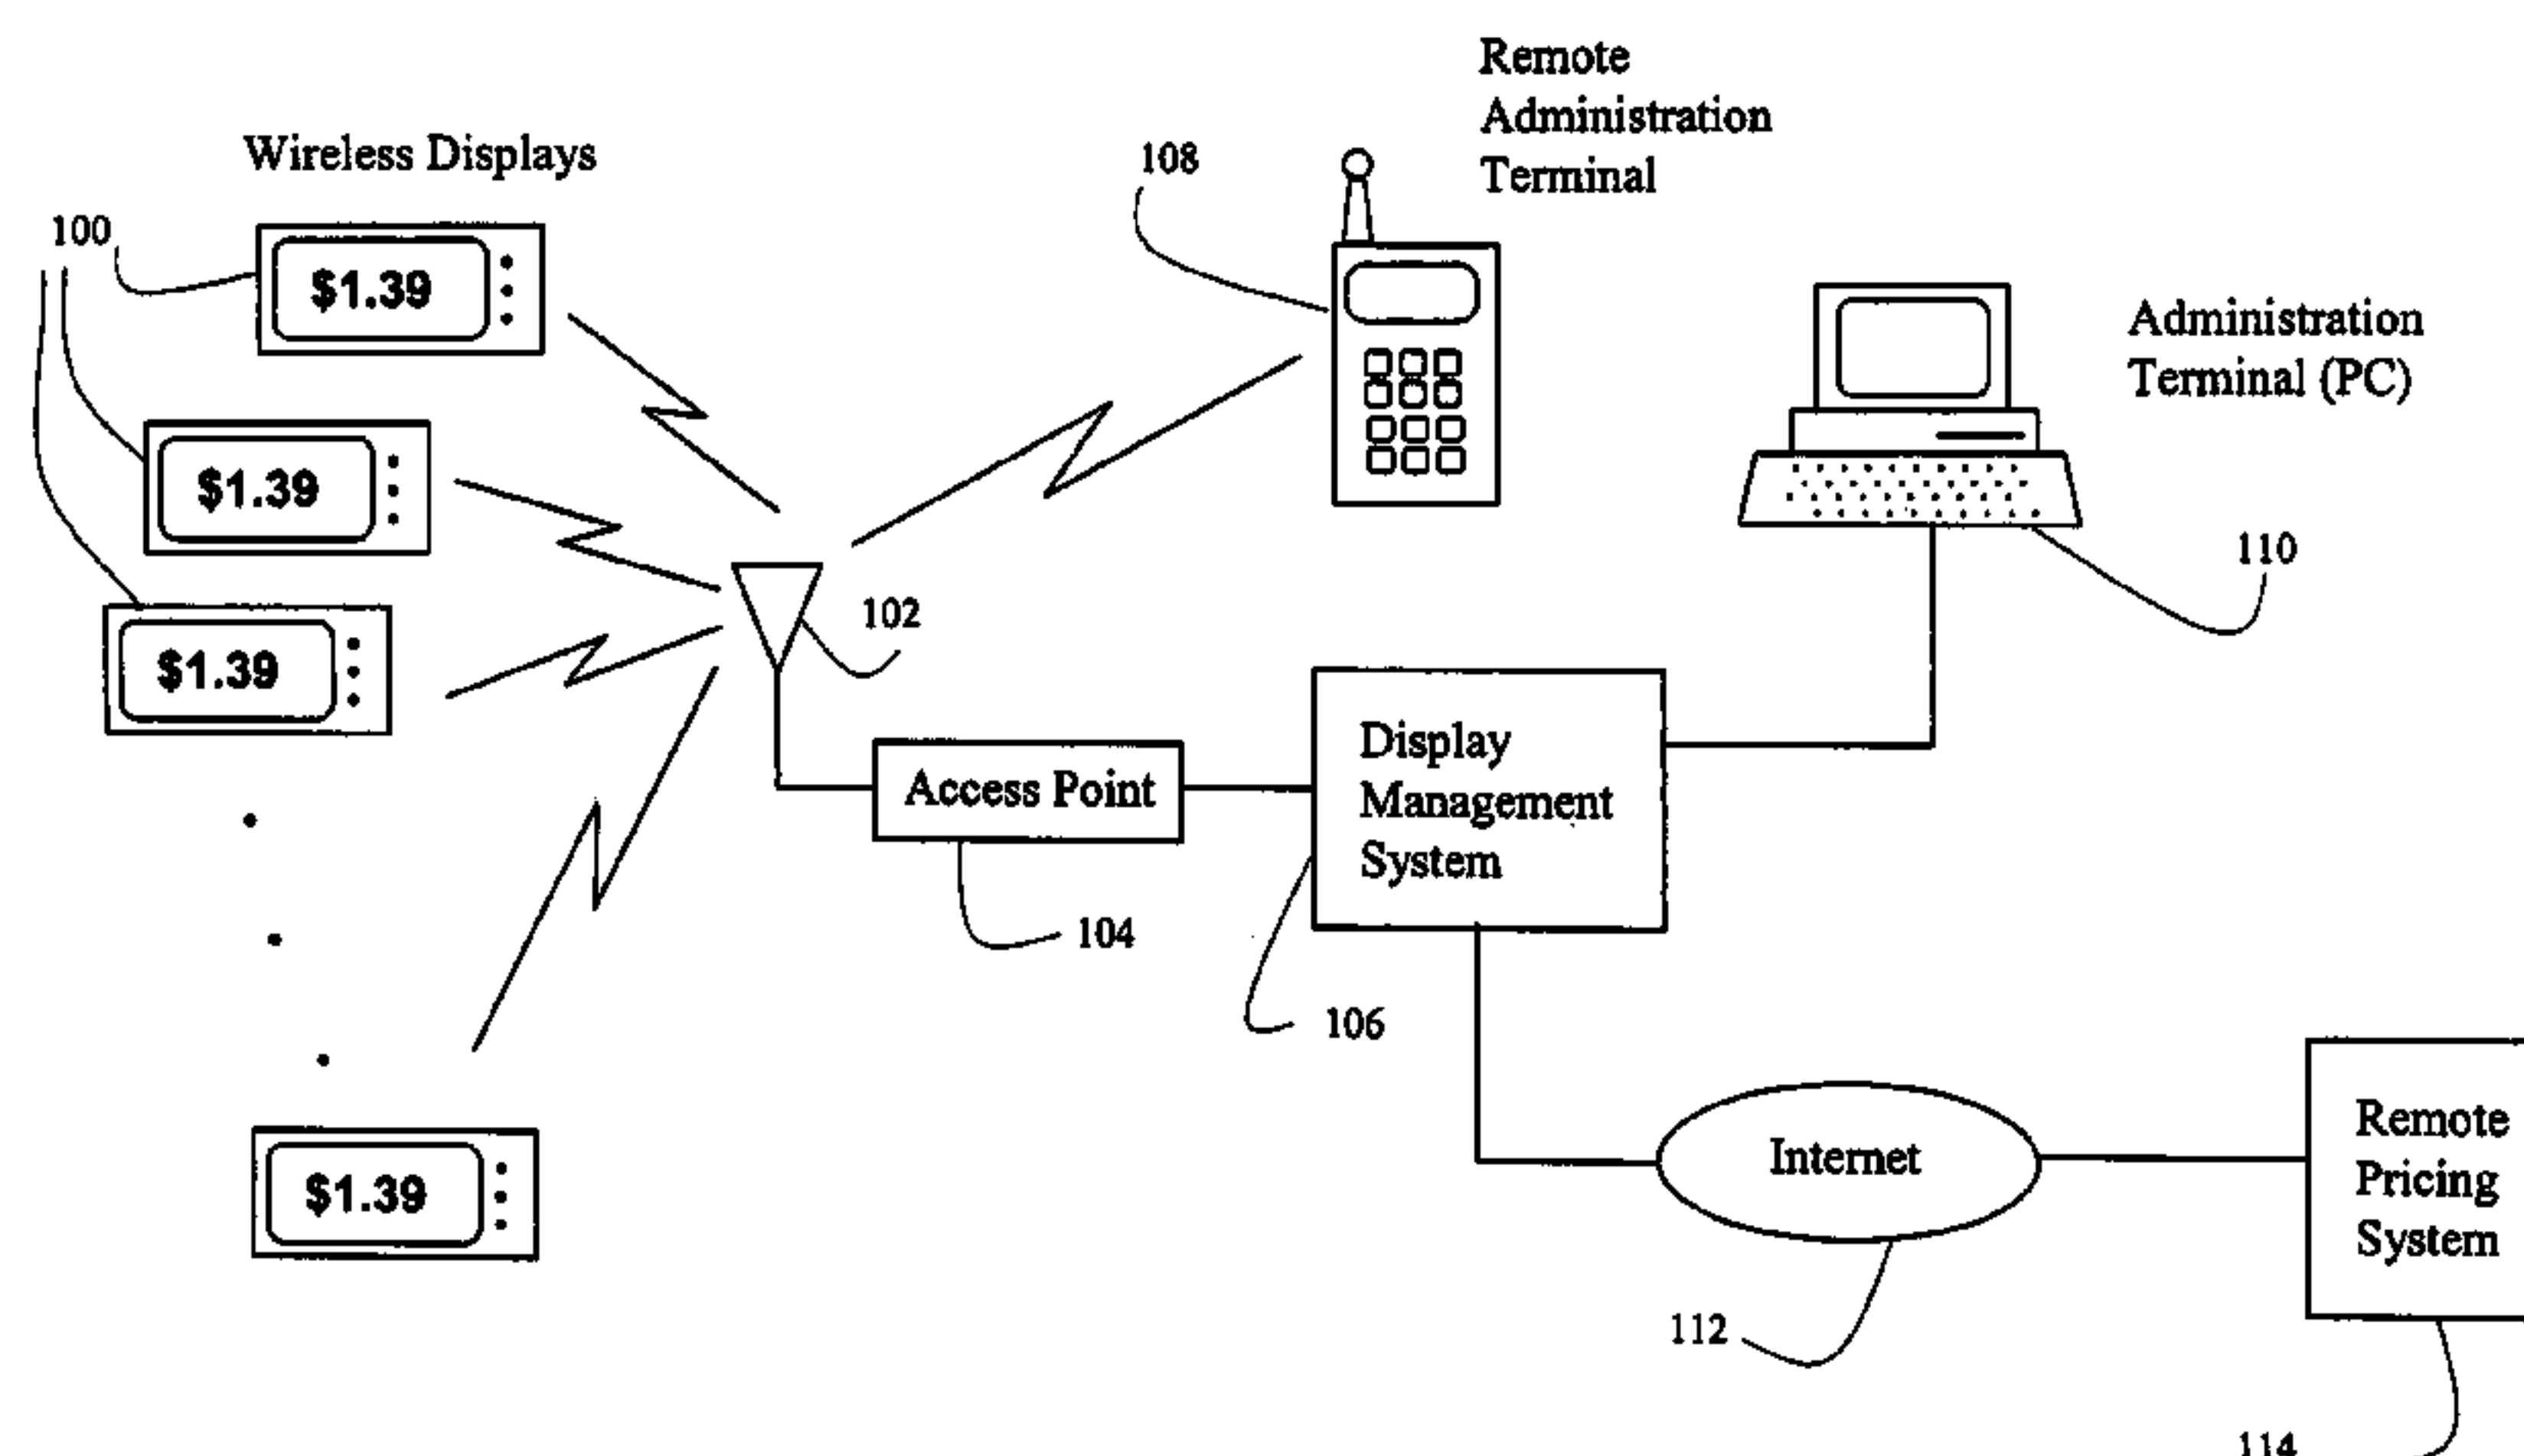 Remote
Administration
Terminal
Wireless Displays
108
100
$1.39
Administration
Terminal (PC)
$1.39
110
102
$1.39
Display
Management
System
Access Point
104
106
Remote
Pricing
System
Internet
$1.39
112
114